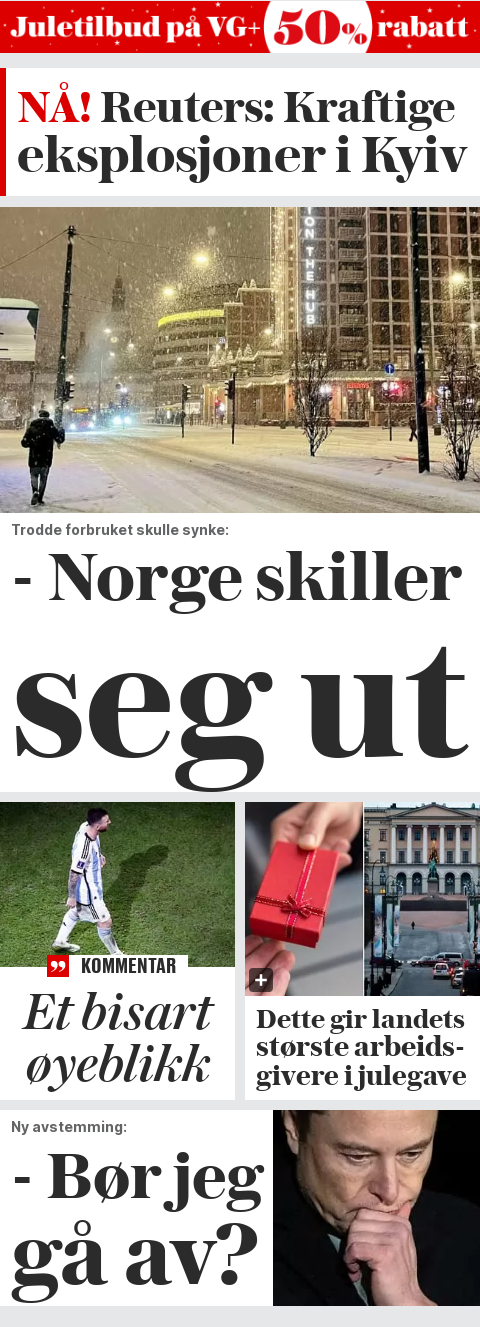 Juletilbud på VG+ 50% rabatt
NÅ! Reuters: Kraftige
eksplosjoner i Kyiv
ION THE HUB
Trodde forbruket skulle synke:
- Norge skiller
seg ut
KOMMENTAR
Et bisart
øyeblikk
Dette gir landets
største arbeids-
givere i julegave
Ny avstemming:
- Bør jeg
gå av?